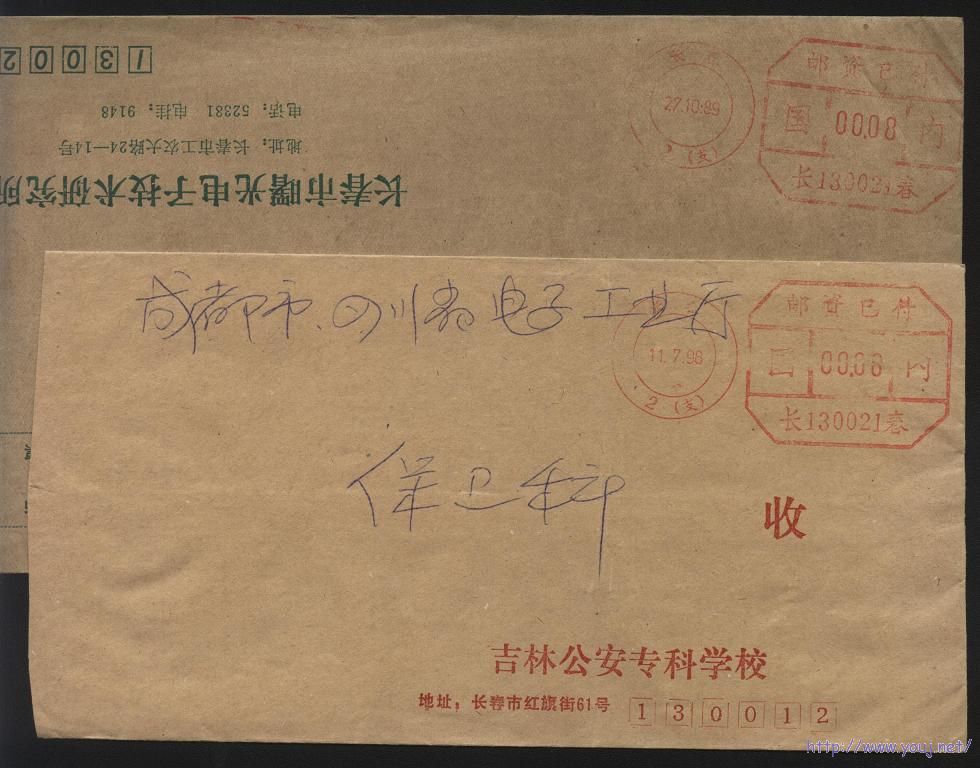 13002
电话：52381 电挂：9148
地址：长春市工农大路24—14号
长春市曙光电子技术研究所
长
27.10.89
2 (支)
邮资已付
国 00.08 内
长130021春
成都市、四川省电子工业厅
11.7.98
2 (支)
邮资已付
国 00.08 内
长130021春
保卫科
收
吉林公安专科学校
地址：长春市红旗街61号 130012
http://www.youj.net/